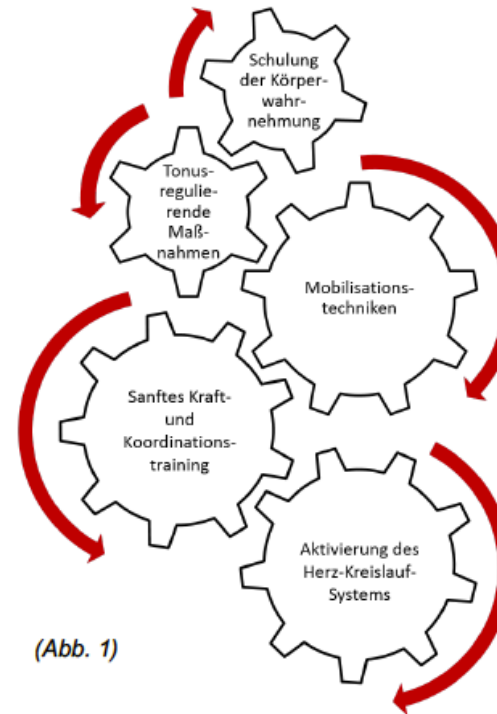 Schulung
der Körper
wahr-
nehmung
Tonus-
regulie-
rende
Maß-
nahmen
Mobilisations-
techniken
Sanftes Kraft-
und
Koordinations-
training
Aktivierung des
Herz-Kreislauf-
Systems
(Abb. 1)